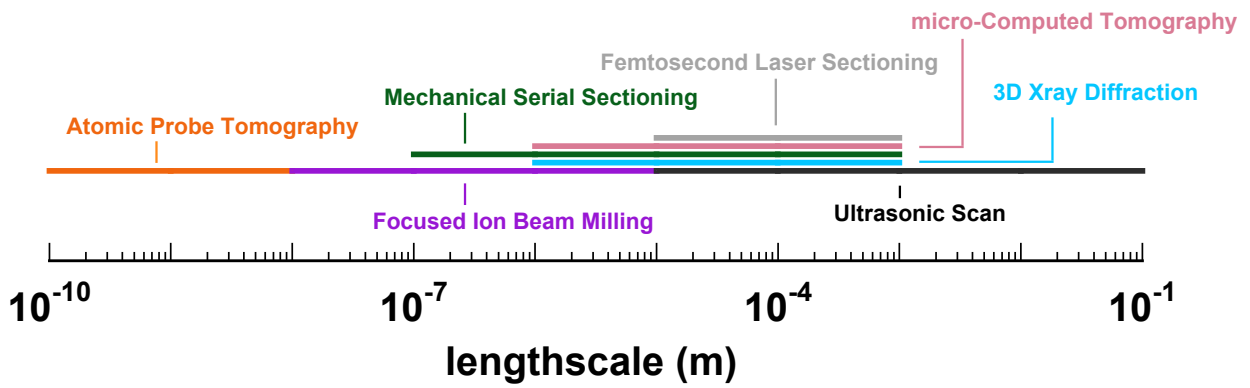 micro-Computed Tomography
Femtosecond Laser Sectioning
3D Xray Diffraction
Mechanical Serial Sectioning
Atomic Probe Tomography
Focused Ion Beam Milling
Ultrasonic Scan
10^-10 10^-7 10^-4 10^-1
lengthscale (m)